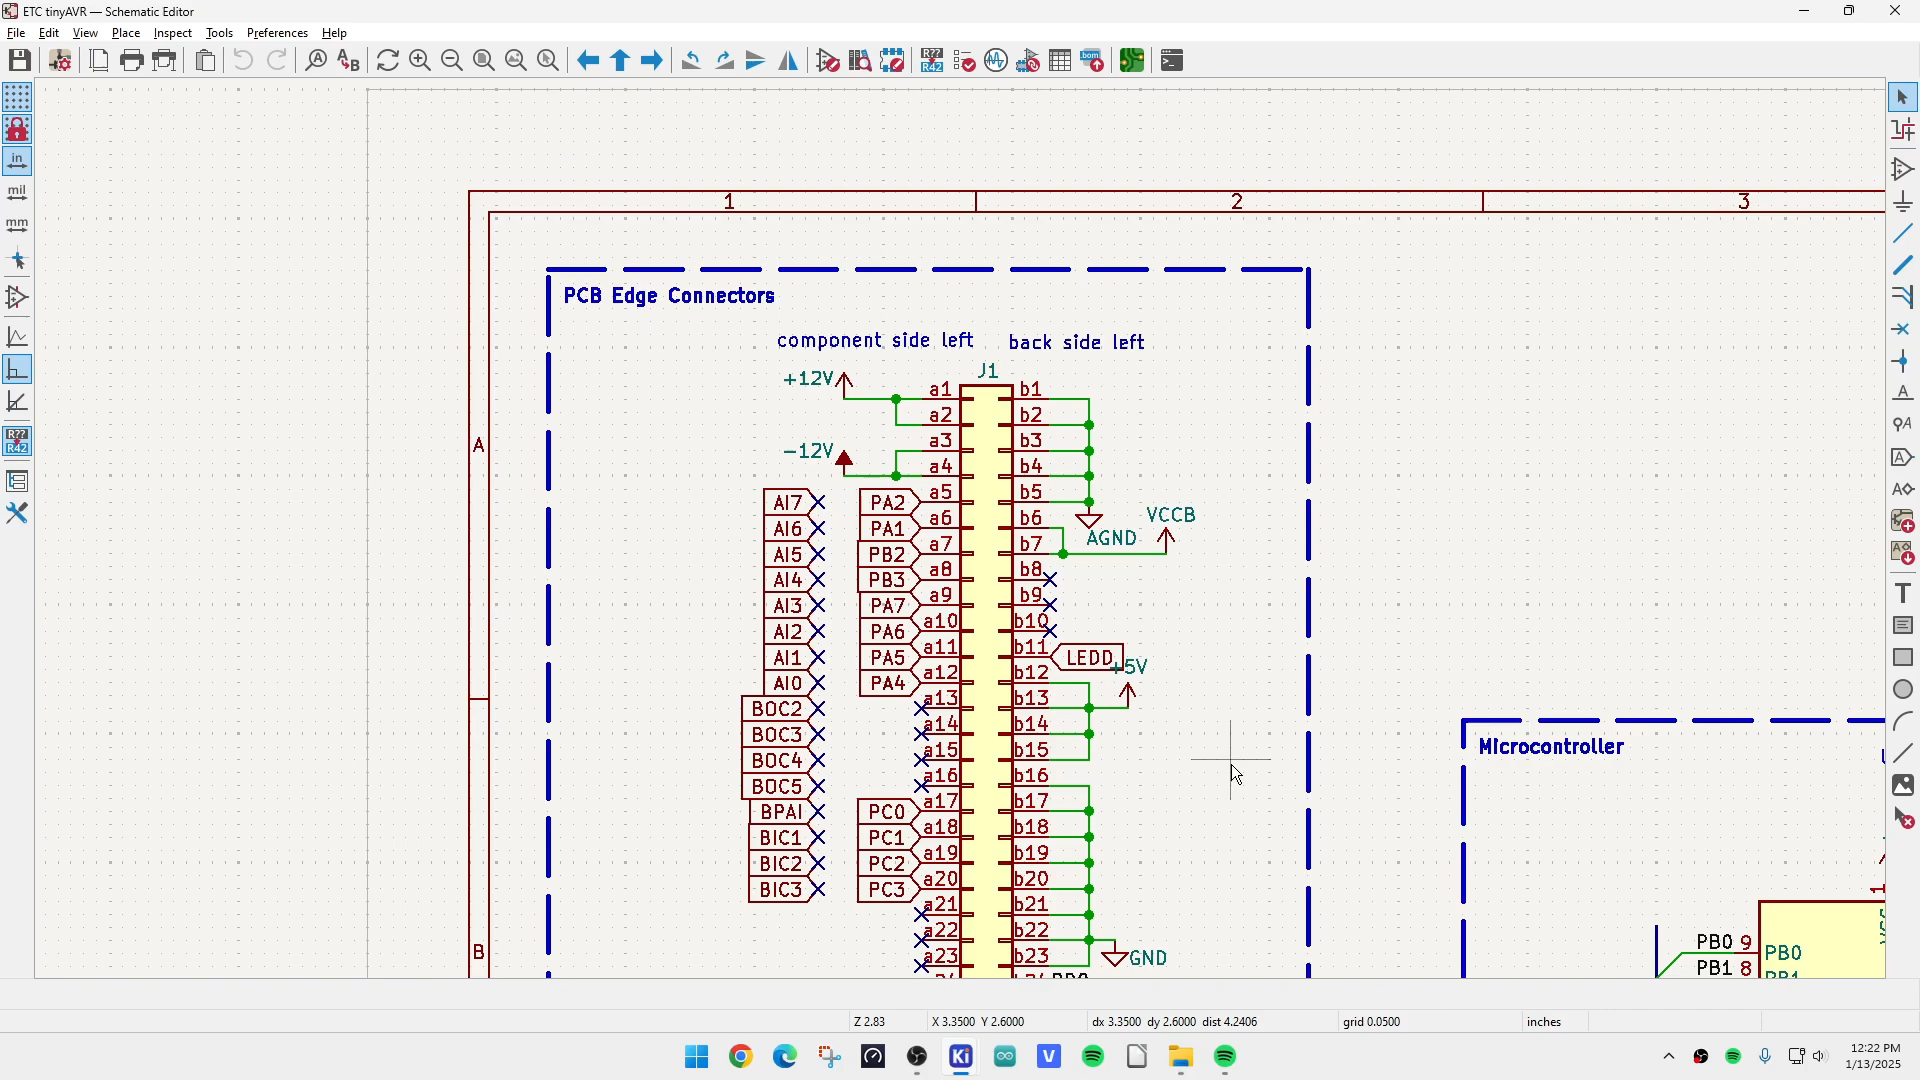 ETC tinyAVR — Schematic Editor
File Edit View Place Inspect Tools Preferences Help
in
mil
mm
1 2 3
A
B
PCB Edge Connectors
component side left back side left
J1
+12V a1 b1
a2 b2
a3 b3
-12V a4 b4
AI7 PA2 a5 b5
AI6 PA1 a6 b6 AGND VCCB
AI5 PB2 a7 b7
AI4 PB3 a8 b8
AI3 PA7 a9 b9
AI2 PA6 a10 b10
AI1 PA5 a11 b11 LEDD +5V
AI0 PA4 a12 b12
BOC2 a13 b13
BOC3 a14 b14
BOC4 a15 b15
BOC5 a16 b16
BPAI PC0 a17 b17
BIC1 PC1 a18 b18
BIC2 PC2 a19 b19
BIC3 PC3 a20 b20
a21 b21
a22 b22
a23 b23 GND
Microcontroller
PB0 9 PB0
PB1 8 PB1
Z 2.83 X 3.3500 Y 2.6000 dx 3.3500 dy 2.6000 dist 4.2406 grid 0.0500 inches
12:22 PM
1/13/2025